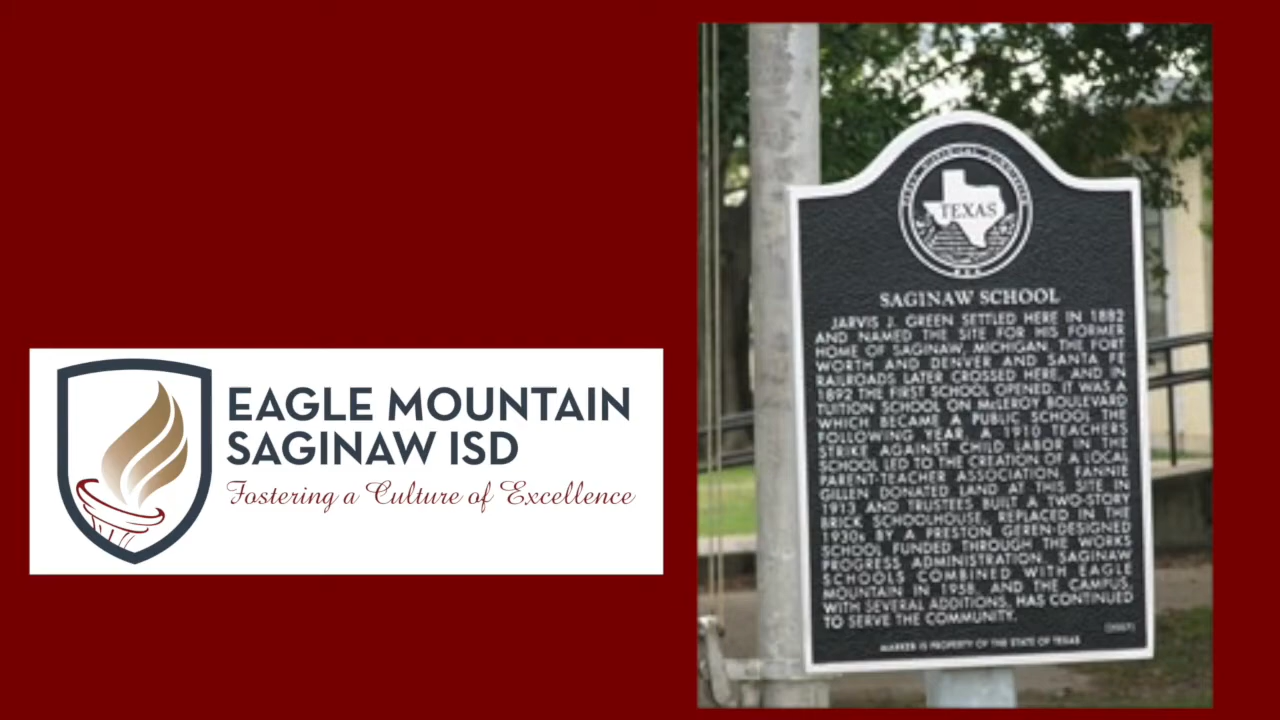 EAGLE MOUNTAIN
SAGINAW ISD
Fostering a Culture of Excellence
TEXAS
SAGINAW SCHOOL
JARVIS J. GREEN SETTLED HERE IN 1882
AND NAMED THE SITE FOR HIS FORMER
HOME OF SAGINAW, MICHIGAN. THE FORT
WORTH AND DENVER AND SANTA FE
RAILROADS LATER CROSSED HERE, AND IN
1892 THE FIRST SCHOOL OPENED. IT WAS A
TUITION SCHOOL ON McLEROY BOULEVARD
WHICH BECAME A PUBLIC SCHOOL THE
FOLLOWING YEAR. A 1910 TEACHERS
STRIKE AGAINST CHILD LABOR IN THE
SCHOOL LED TO THE CREATION OF A LOCAL
PARENT-TEACHER ASSOCIATION. FANNIE
GILLEN DONATED LAND AT THIS SITE IN
1913 AND TRUSTEES BUILT A TWO-STORY
BRICK SCHOOLHOUSE, REPLACED IN THE
1930s BY A PRESTON GEREN-DESIGNED
SCHOOL FUNDED THROUGH THE WORKS
PROGRESS ADMINISTRATION. SAGINAW
SCHOOLS COMBINED WITH EAGLE
MOUNTAIN IN 1958, AND THE CAMPUS,
WITH SEVERAL ADDITIONS, HAS CONTINUED
TO SERVE THE COMMUNITY.
MARKER IS PROPERTY OF THE STATE OF TEXAS